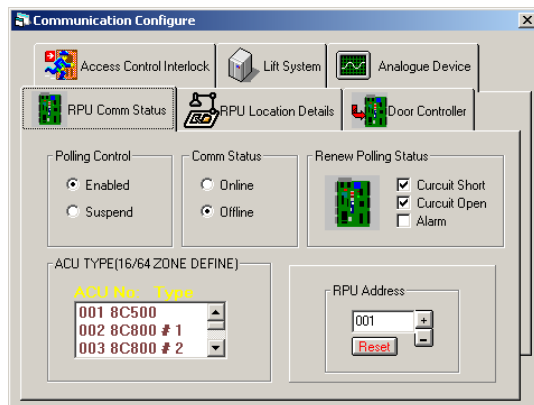 Communication Configure
Access Control Interlock
Lift System
Analogue Device
RPU Comm Status
RPU Location Details
Door Controller
Polling Control
Enabled
Suspend
Comm Status
Online
Offline
Renew Polling Status
Curcuit Short
Curcuit Open
Alarm
ACU TYPE(16/64 ZONE DEFINE)
ACU No: Type
001 8C500
002 8C800 # 1
003 8C800 # 2
RPU Address
001
+
-
Reset